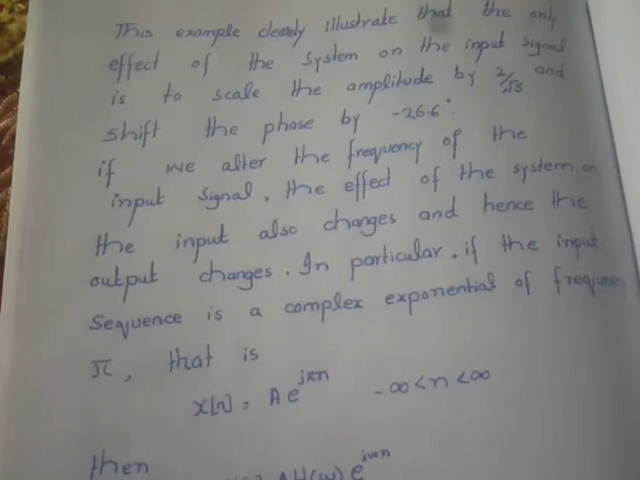 This example clearly illustrate that the only
effect of the system on the input signal
is to scale the amplitude by 2/√5 and
shift the phase by -26.6°.
if we alter the frequency of the
input signal, the effect of the system on
the input also changes and hence the
output changes. In particular, if the input
Sequence is a complex exponential of frequency
π, that is
x[n] = A e^jπn -∞<n<∞
then
AH(ω) e^jωn